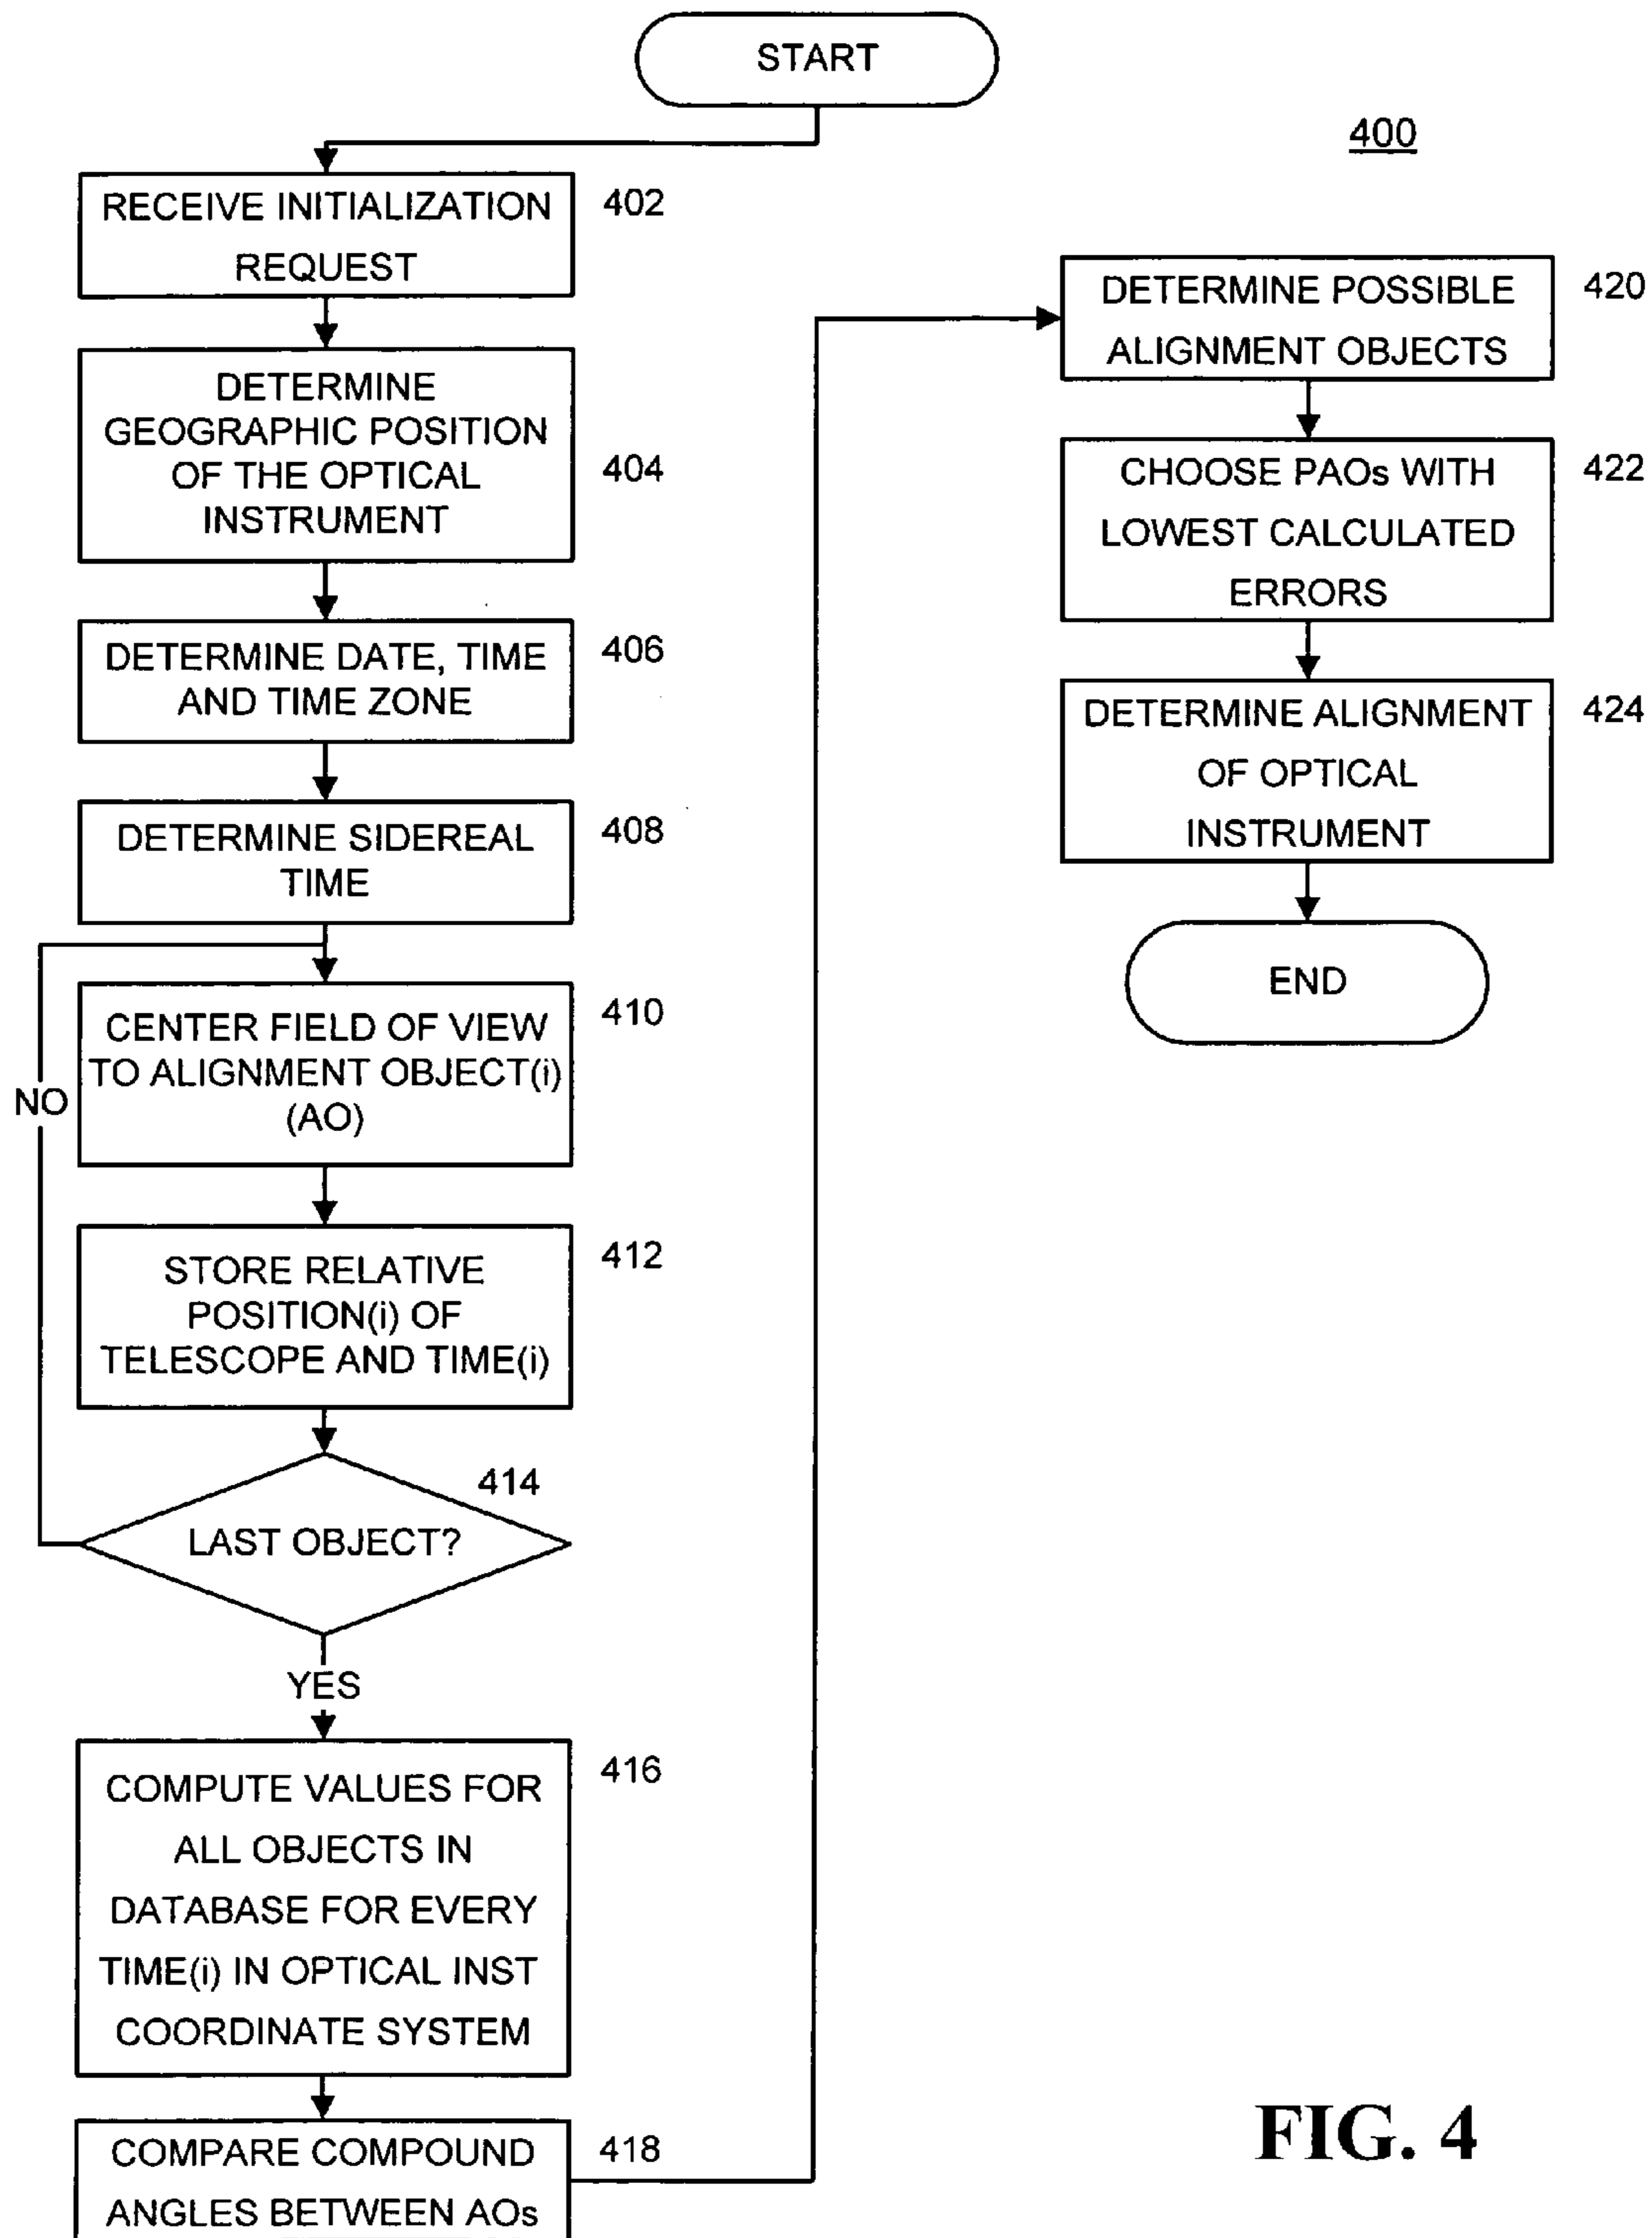 START
400
RECEIVE INITIALIZATION
REQUEST
402
DETERMINE
GEOGRAPHIC POSITION
OF THE OPTICAL
INSTRUMENT
404
DETERMINE DATE, TIME
AND TIME ZONE
406
DETERMINE SIDEREAL
TIME
408
CENTER FIELD OF VIEW
TO ALIGNMENT OBJECT(i)
(AO)
410
NO
STORE RELATIVE
POSITION(i) OF
TELESCOPE AND TIME(i)
412
414
LAST OBJECT?
YES
COMPUTE VALUES FOR
ALL OBJECTS IN
DATABASE FOR EVERY
TIME(i) IN OPTICAL INST
COORDINATE SYSTEM
416
COMPARE COMPOUND
ANGLES BETWEEN AOs
418
DETERMINE POSSIBLE
ALIGNMENT OBJECTS
420
CHOOSE PAOs WITH
LOWEST CALCULATED
ERRORS
422
DETERMINE ALIGNMENT
OF OPTICAL
INSTRUMENT
424
END
FIG. 4